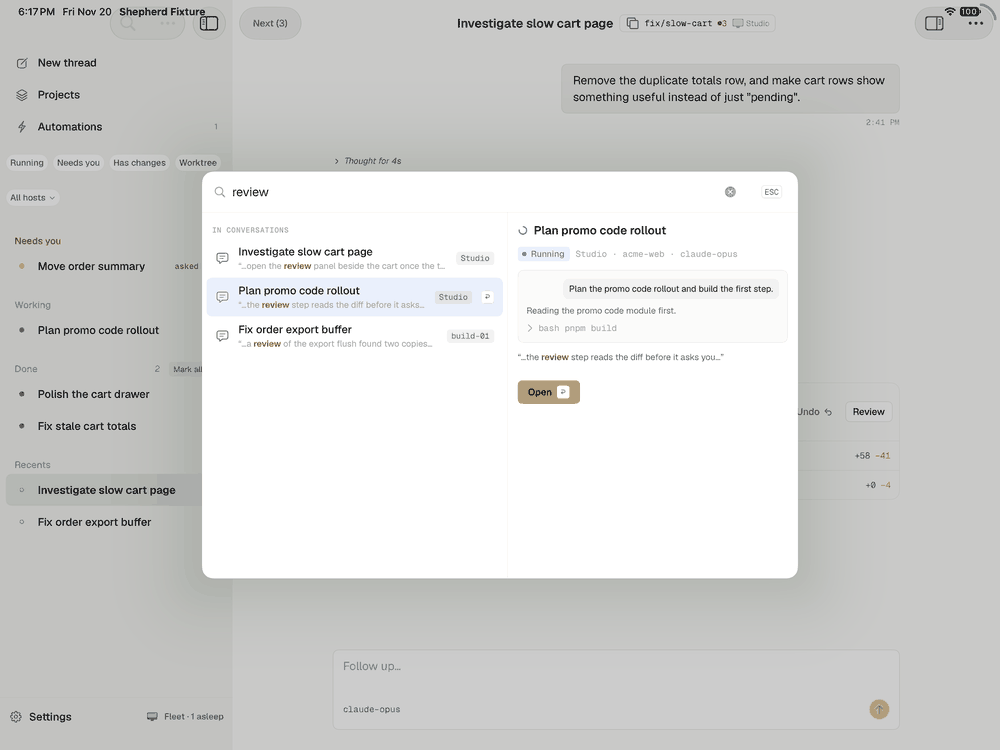 6:17 PM Fri Nov 20 Shepherd Fixture
100
Next (3)
Investigate slow cart page
fix/slow-cart
3
Studio
New thread
Projects
Automations
1
Running
Needs you
Has changes
Worktree
All hosts
Needs you
Move order summary
asked
Working
Plan promo code rollout
Done
2
Mark all
Polish the cart drawer
Fix stale cart totals
Recents
Investigate slow cart page
Fix order export buffer
Settings
Fleet · 1 asleep
Remove the duplicate totals row, and make cart rows show
something useful instead of just "pending".
2:41 PM
Thought for 4s
review
ESC
IN CONVERSATIONS
Investigate slow cart page
"…open the review panel beside the cart once the t…
Studio
Plan promo code rollout
"…the review step reads the diff before it asks…
Studio
Fix order export buffer
"…a review of the export flush found two copies…
build-01
Plan promo code rollout
Running
Studio · acme-web · claude-opus
Plan the promo code rollout and build the first step.
Reading the promo code module first.
bash pnpm build
"…the review step reads the diff before it asks you…"
Open
Undo
Review
+58 −41
+0 −4
Follow up…
claude-opus